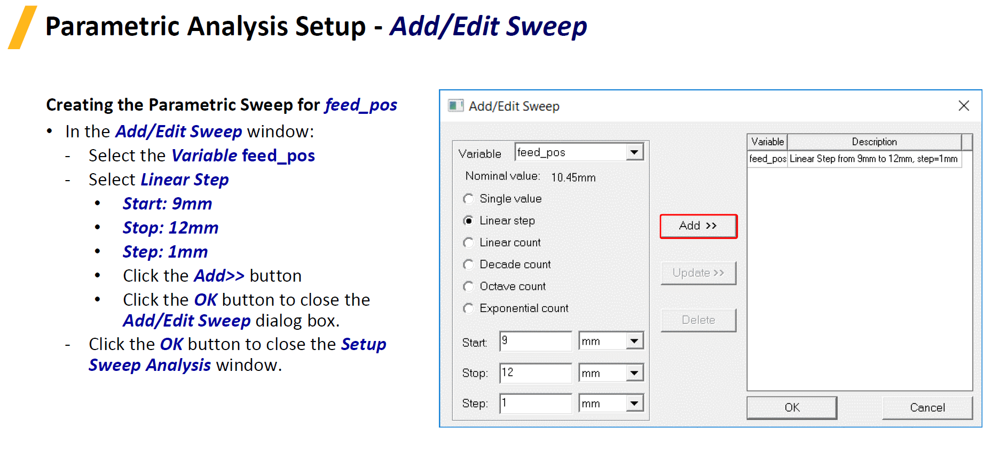 Parametric Analysis Setup - Add/Edit Sweep
Creating the Parametric Sweep for feed_pos
• In the Add/Edit Sweep window:
- Select the Variable feed_pos
- Select Linear Step
• Start: 9mm
• Stop: 12mm
• Step: 1mm
• Click the Add>> button
• Click the OK button to close the
Add/Edit Sweep dialog box.
- Click the OK button to close the Setup
Sweep Analysis window.
Add/Edit Sweep
Variable feed_pos
Nominal value: 10.45mm
Single value
Linear step
Linear count
Decade count
Octave count
Exponential count
Start: 9 mm
Stop: 12 mm
Step: 1 mm
Add >>
Update >>
Delete
Variable Description
feed_pos Linear Step from 9mm to 12mm, step=1mm
OK Cancel